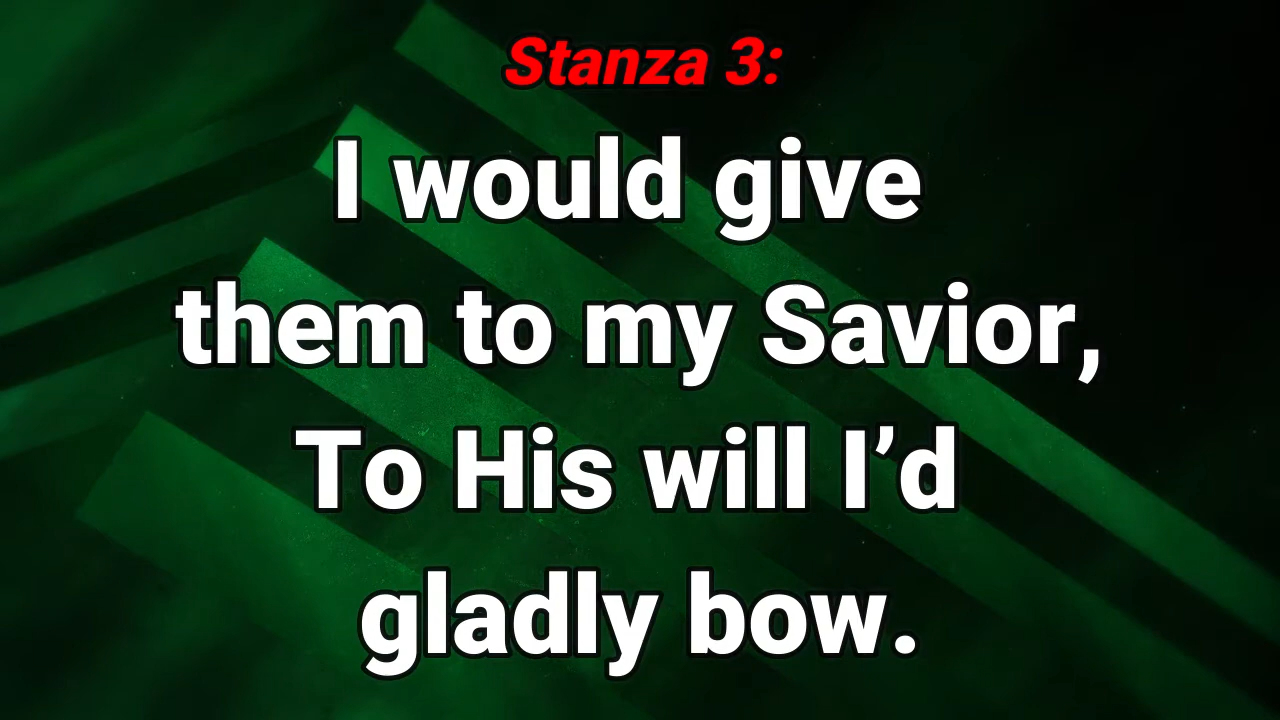 Stanza 3:
I would give
them to my Savior,
To His will I’d
gladly bow.